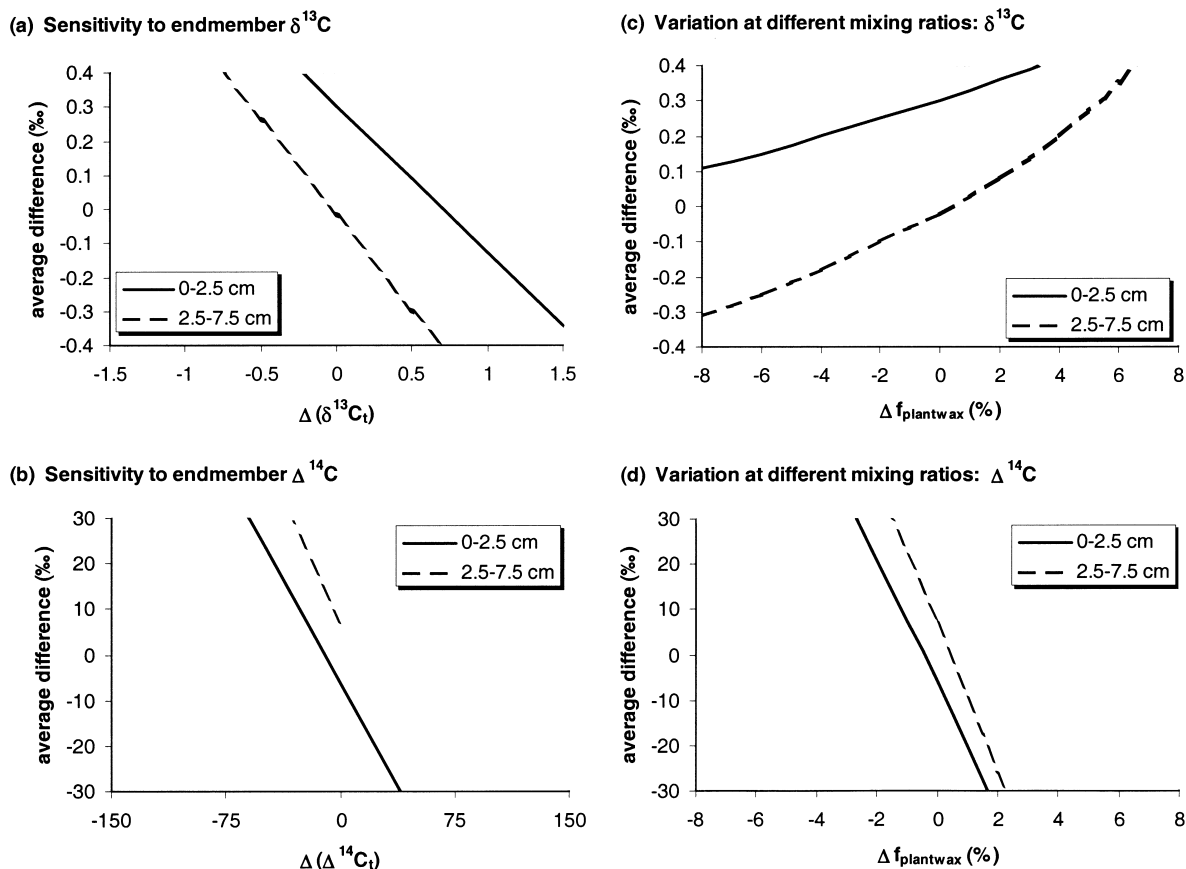 (a) Sensitivity to endmember δ¹³C
0.4
0.3
0.2
0.1
0
-0.1
-0.2
-0.3
-0.4
average difference (‰)
0-2.5 cm
2.5-7.5 cm
-1.5 -1 -0.5 0 0.5 1 1.5
Δ (δ¹³Cₜ)
(c) Variation at different mixing ratios: δ¹³C
0.4
0.3
0.2
0.1
0
-0.1
-0.2
-0.3
-0.4
average difference (‰)
0-2.5 cm
2.5-7.5 cm
-8 -6 -4 -2 0 2 4 6 8
Δ fplantwax (%)
(b) Sensitivity to endmember Δ ¹⁴C
30
20
10
0
-10
-20
-30
average difference (‰)
0-2.5 cm
2.5-7.5 cm
-150 -75 0 75 150
Δ (Δ ¹⁴Cₜ)
(d) Variation at different mixing ratios: Δ ¹⁴C
30
20
10
0
-10
-20
-30
average difference (‰)
0-2.5 cm
2.5-7.5 cm
-8 -6 -4 -2 0 2 4 6 8
Δ fplantwax (%)